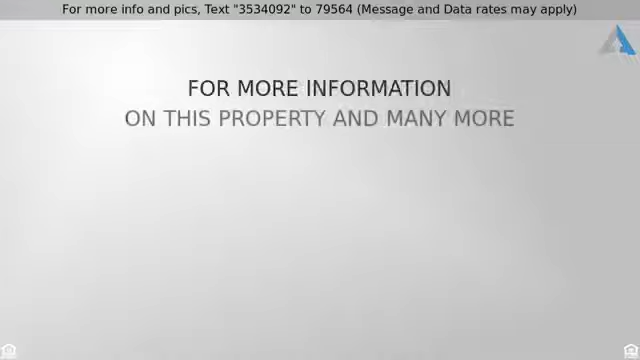 For more info and pics, Text "3534092" to 79564 (Message and Data rates may apply)
FOR MORE INFORMATION
ON THIS PROPERTY AND MANY MORE